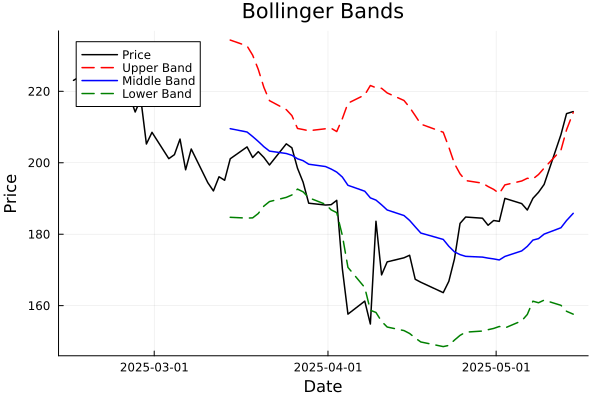 Bollinger Bands
Price
Upper Band
Middle Band
Lower Band
220
200
180
160
Price
2025-03-01
2025-04-01
2025-05-01
Date